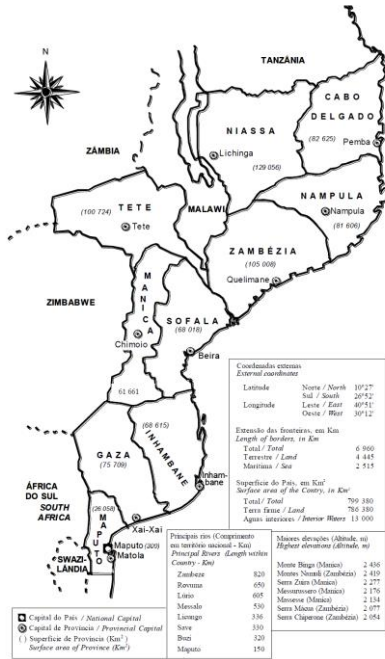 N
TANZÂNIA
CABO
DELGADO
(82 625)
Pemba
NIASSA
Lichinga
(129 056)
ZÂMBIA
NAMPULA
Nampula
(81 606)
TETE
(100 724)
Tete
MALAWI
ZAMBÉZIA
(105 008)
Quelimane
MANICA
ZIMBABWE
SOFALA
(68 018)
Chimoio
Beira
61 661
GAZA
(75 709)
INHAMBANE
(68 615)
Inham-
bane
ÁFRICA
DO SUL
SOUTH
AFRICA
(26 058)
MAPUTO
Xai-Xai
Maputo (300)
Matola
SWAZI-
LÂNDIA
Coordenadas externas
External coordinates
Latitude Norte / North 10°27'
Sul / South 26°52'
Longitude Leste / East 40°51'
Oeste / West 30°12'
Extensão das fronteiras, em Km
Length of borders, in Km
Total / Total 6 960
Terrestre / Land 4 445
Marítima / Sea 2 515
Superfície do País, em Km²
Surface area of the Contry, in Km²
Total / Total 799 380
Terra firme / Land 786 380
Aguas interiores / Interior Waters 13 000
Principais rios (Comprimento
em território nacional - Km)
Principal Rivers (Length within
Country - Km)
Zambeze 820
Rovuma 650
Lúrio 605
Messalo 530
Licungo 336
Save 330
Buzi 320
Maputo 150
Maiores elevações (Altitude, m)
Highest elevations (Altitude, m)
Monte Binga (Manica) 2 436
Montes Namuli (Zambézia) 2 419
Serra Zuira (Manica) 2 277
(Manica) 2 176
(Manica) 2 134
Serra (Zambézia) 2 077
Serra Chiperone (Zambézia) 2 054
Capital do País / National Capital
Capital de Província / Provincial Capital
( ) Superfície de Província (Km²)
Surface area of Province (Km²)